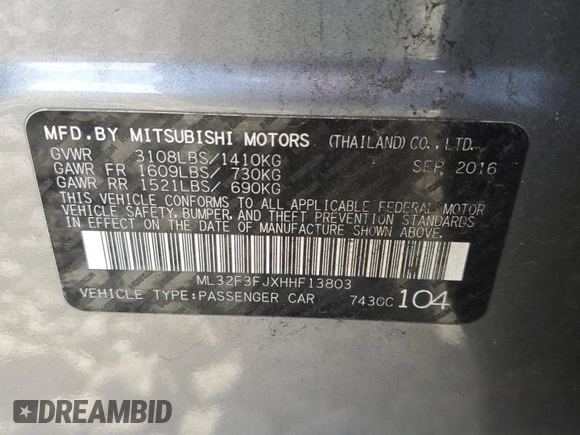 MFD.BY MITSUBISHI MOTORS (THAILAND) CO., LTD.
GVWR 3108LBS/1410KG SEP, 2016
GAWR FR 1609LBS/ 730KG
GAWR RR 1521LBS/ 690KG
THIS VEHICLE CONFORMS TO ALL APPLICABLE FEDERAL MOTOR
VEHICLE SAFETY, BUMPER, AND THEFT PREVENTION STANDARDS
IN EFFECT ON THE DATE OF MANUFACTURE SHOWN ABOVE.
ML32F3FJXHHF13803
VEHICLE TYPE:PASSENGER CAR 743CC 104
DREAMBID